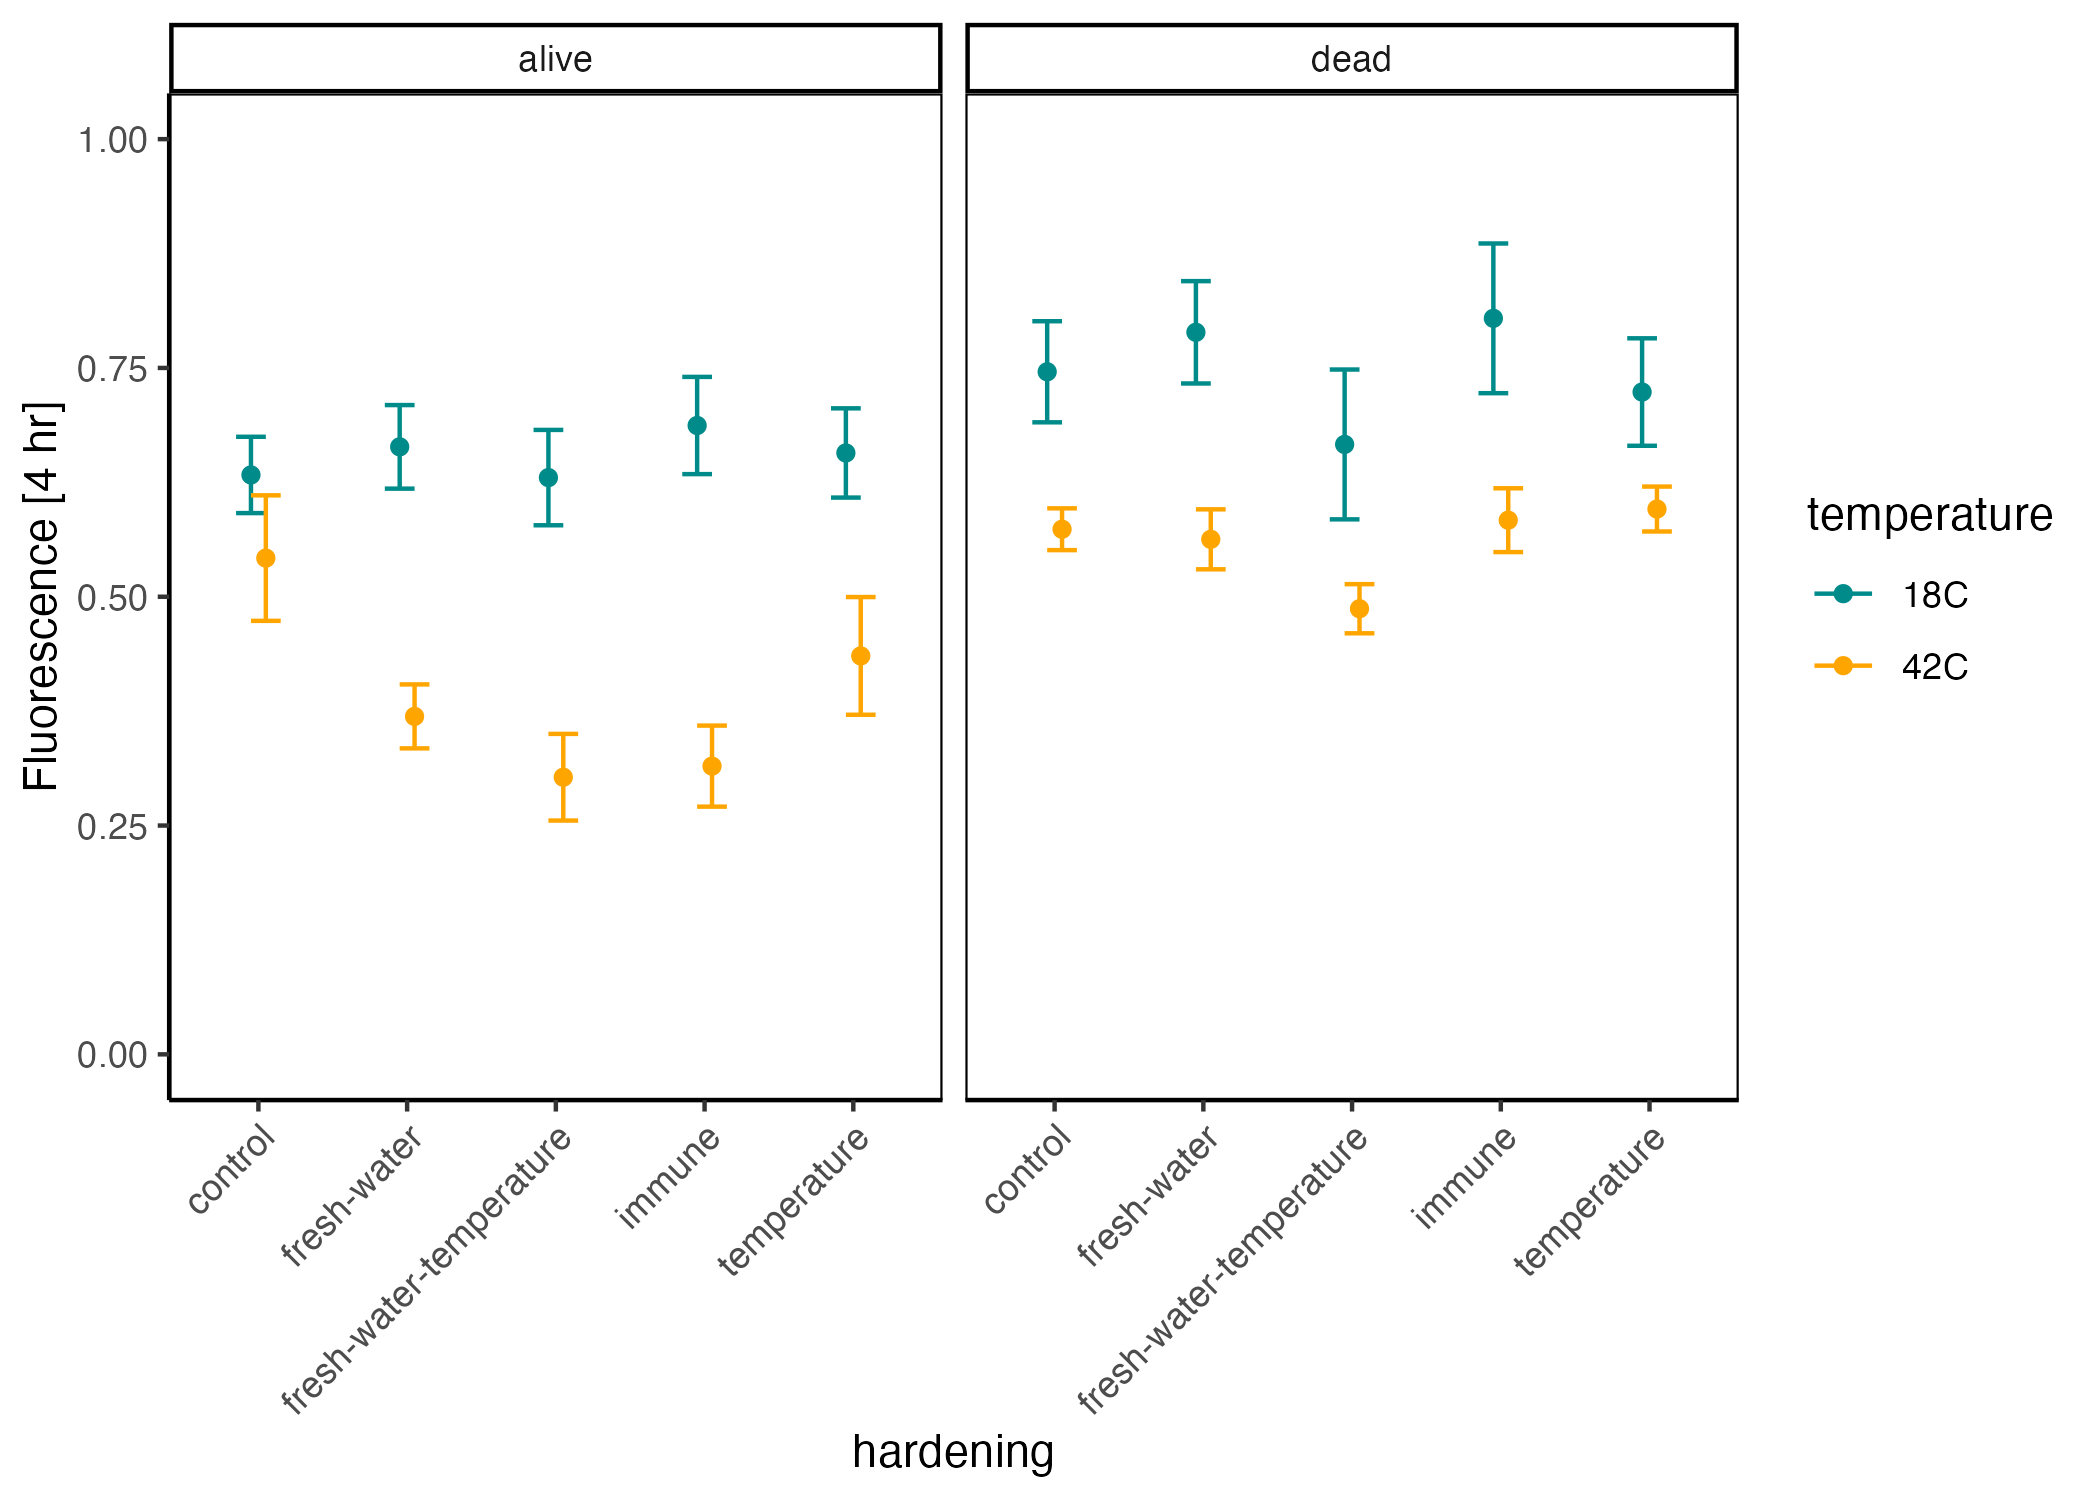 alive
dead
Fluorescence [4 hr]
1.00
0.75
0.50
0.25
0.00
control
fresh-water
fresh-water-temperature
immune
temperature
control
fresh-water
fresh-water-temperature
immune
temperature
hardening
temperature
18C
42C